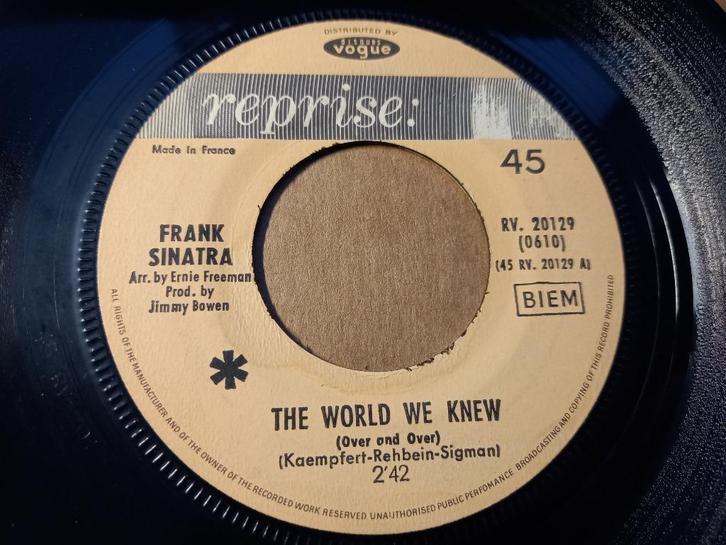 DISTRIBUTED BY
DISQUES
vogue
reprise:
Made in France
45
FRANK
SINATRA
Arr. by Ernie Freeman
Prod. by
Jimmy Bowen
RV. 20129
(0610)
(45 RV. 20129 A)
BIEM
THE WORLD WE KNEW
(Over and Over)
(Kaempfert-Rehbein-Sigman)
2'42
ALL RIGHTS OF THE MANUFACTURER AND OF THE OWNER OF THE RECORDED WORK RESERVED UNAUTHORISED PUBLIC PERFOMANCE BROADCASTING AND COPYING OF THIS RECORD PROHIBITED